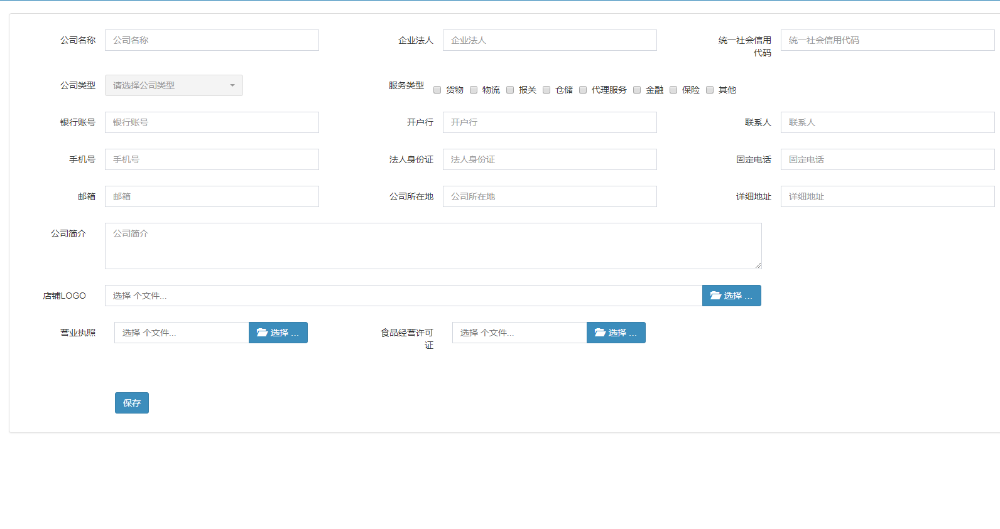 公司名称 公司名称 企业法人 企业法人 统一社会信用 统一社会信用代码
代码
公司类型 请选择公司类型 服务类型 货物 物流 报关 仓储 代理服务 金融 保险 其他
银行账号 银行账号 开户行 开户行 联系人 联系人
手机号 手机号 法人身份证 法人身份证 固定电话 固定电话
邮箱 邮箱 公司所在地 公司所在地 详细地址 详细地址
公司简介 公司简介
店铺LOGO 选择 个文件... 选择 ...
营业执照 选择 个文件... 选择 ... 食品经营许可 选择 个文件... 选择 ...
证
保存